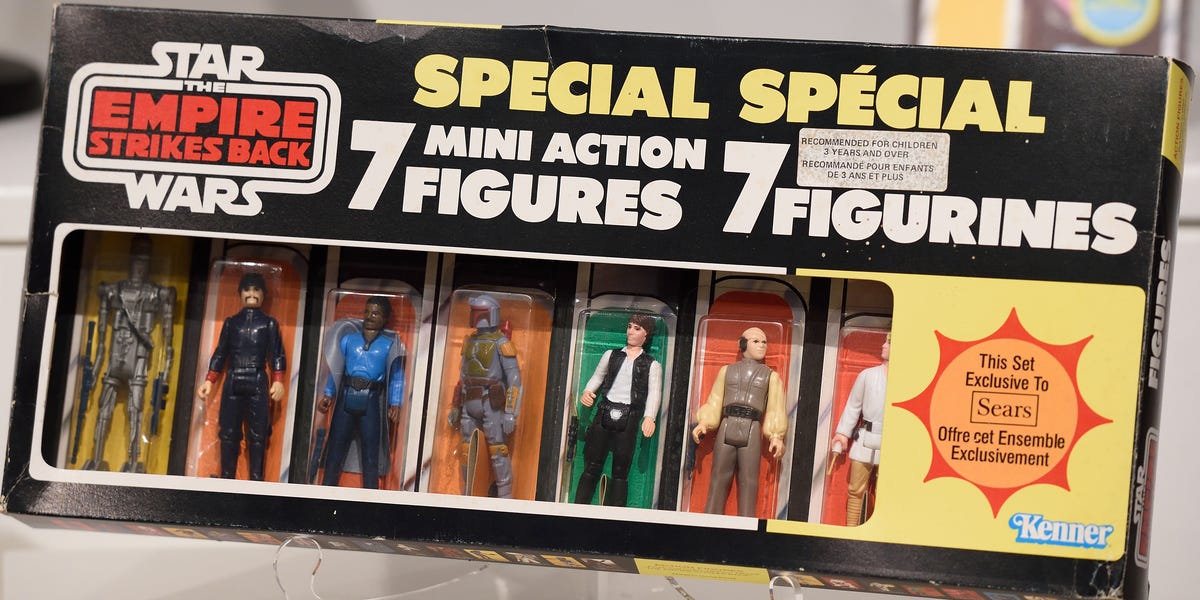 STAR
THE
EMPIRE
STRIKES BACK
WARS
SPECIAL
7 MINI ACTION
FIGURES
SPÉCIAL
RECOMMENDED FOR CHILDREN
3 YEARS AND OVER
RECOMMANDÉ POUR ENFANTS
DE 3 ANS ET PLUS
7 FIGURINES
This Set
Exclusive To
Sears
Offre cet Ensemble
Exclusivement
Kenner
FIGURES
STAR